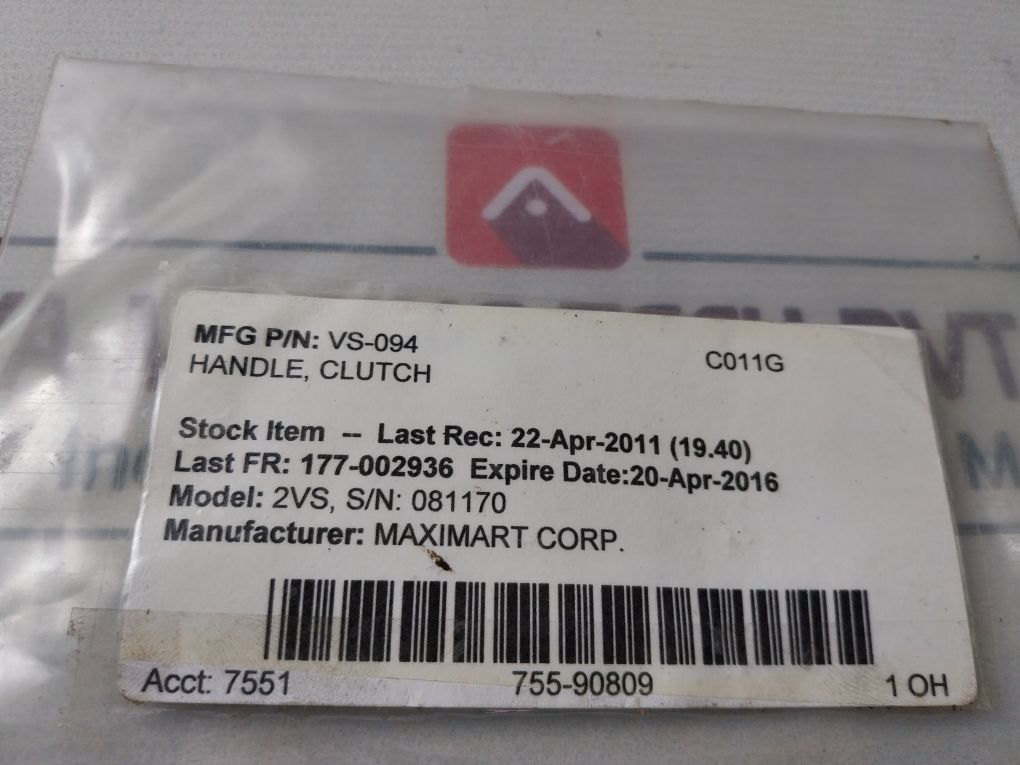 MFG P/N: VS-094
C011G
HANDLE, CLUTCH
Stock Item -- Last Rec: 22-Apr-2011 (19.40)
Last FR: 177-002936 Expire Date:20-Apr-2016
Model: 2VS, S/N: 081170
Manufacturer: MAXIMART CORP.
Acct: 7551 755-90809 1 OH